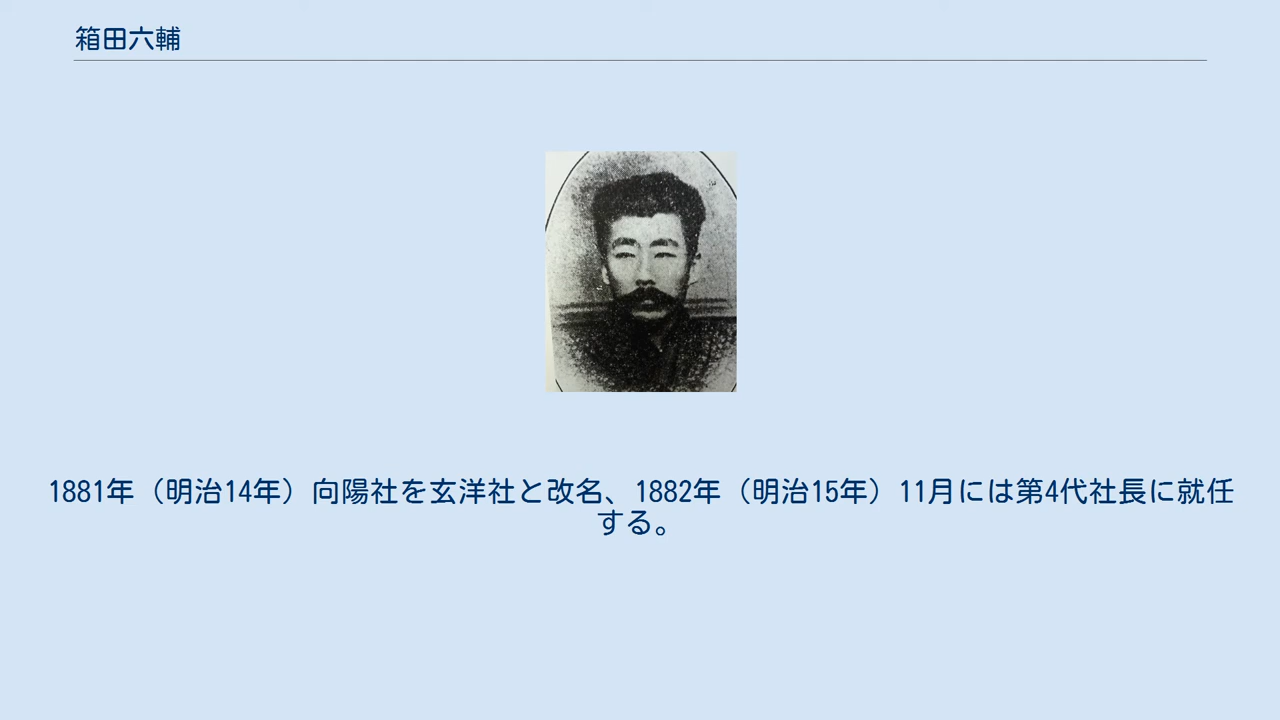 箱田六輔
1881年（明治14年）向陽社を玄洋社と改名、1882年（明治15年）11月には第4代社長に就任
する。